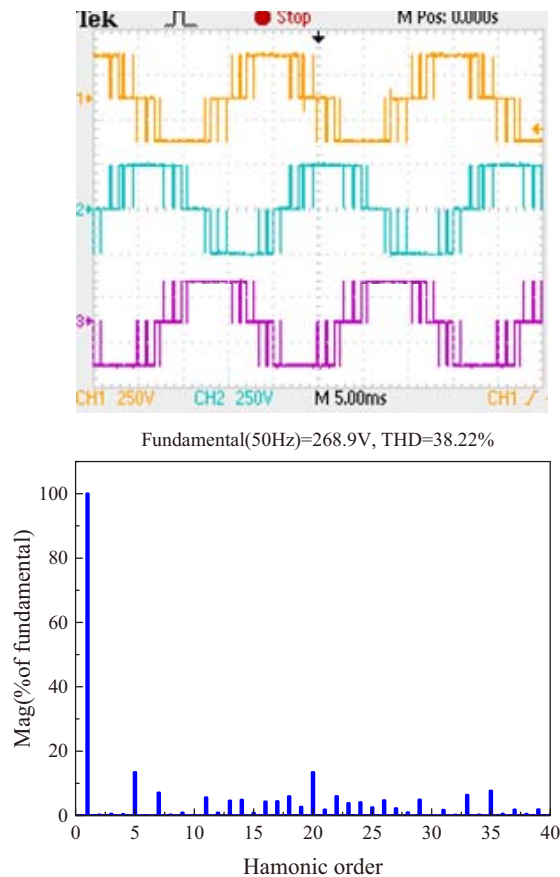 Tek Stop M Pos: 0.000s
1
2
3
CH1 250V CH2 250V M 5.00ms CH1
Fundamental(50Hz)=268.9V, THD=38.22%
Mag(%of fundamental)
100
80
60
40
20
0
0 5 10 15 20 25 30 35 40
Hamonic order